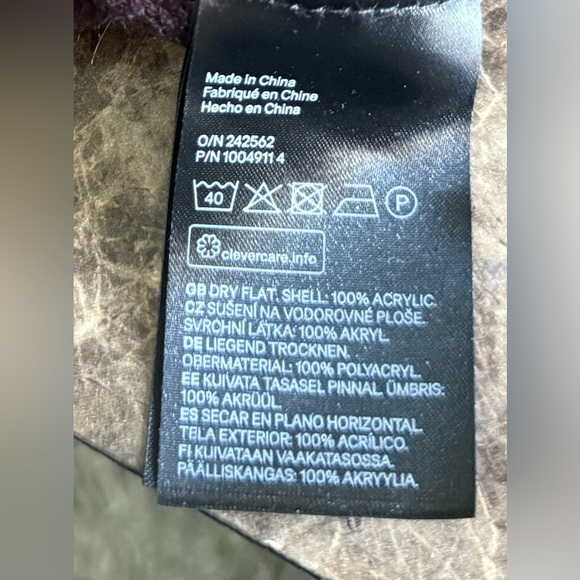 Made in China
Fabriqué en Chine
Hecho en China
O/N 242562
P/N 1004911 4
40 P
clevercare.info
GB DRY FLAT. SHELL: 100% ACRYLIC.
CZ SUŠENÍ NA VODOROVNÉ PLOŠE.
SVRCHNÍ LÁTKA: 100% AKRYL.
DE LIEGEND TROCKNEN.
OBERMATERIAL: 100% POLYACRYL.
EE KUIVATA TASASEL PINNAL. ÜMBRIS:
100% AKRÜÜL.
ES SECAR EN PLANO HORIZONTAL.
TELA EXTERIOR: 100% ACRÍLICO.
FI KUIVATAAN VAAKATASOSSA.
PÄÄLLISKANGAS: 100% AKRYYLIA.